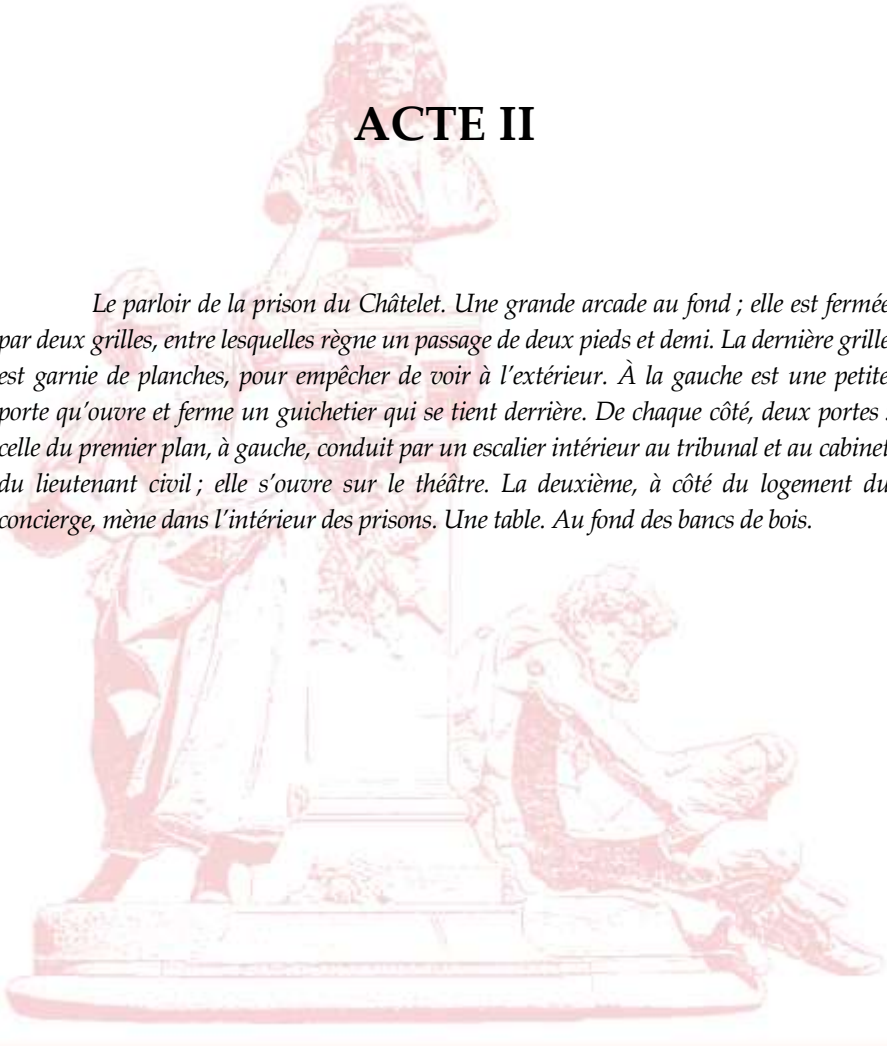 ACTE II
Le parloir de la prison du Châtelet. Une grande arcade au fond ; elle est fermée
par deux grilles, entre lesquelles règne un passage de deux pieds et demi. La dernière grille
est garnie de planches, pour empêcher de voir à l’extérieur. À la gauche est une petite
porte qu’ouvre et ferme un guichetier qui se tient derrière. De chaque côté, deux portes :
celle du premier plan, à gauche, conduit par un escalier intérieur au tribunal et au cabinet
du lieutenant civil ; elle s’ouvre sur le théâtre. La deuxième, à côté du logement du
concierge, mène dans l’intérieur des prisons. Une table. Au fond des bancs de bois.